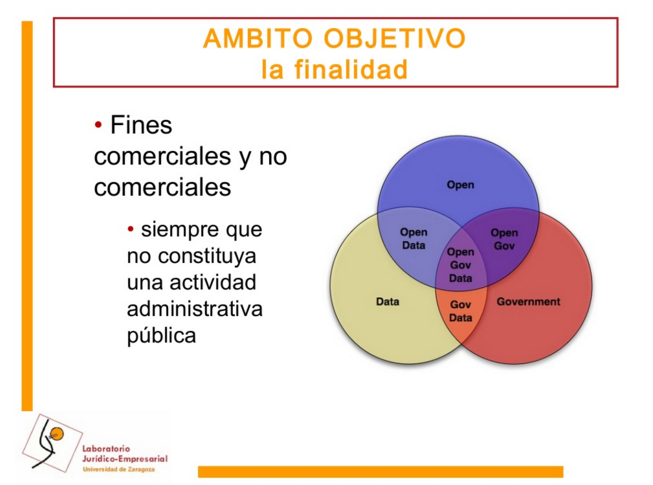 AMBITO OBJETIVO
la finalidad
• Fines
comerciales y no
comerciales
• siempre que
no constituya
una actividad
administrativa
pública
Open
Open
Data
Open
Gov
Open
Gov
Data
Data
Gov
Data
Government
Laboratorio
Jurídico-Empresarial
Universidad de Zaragoza